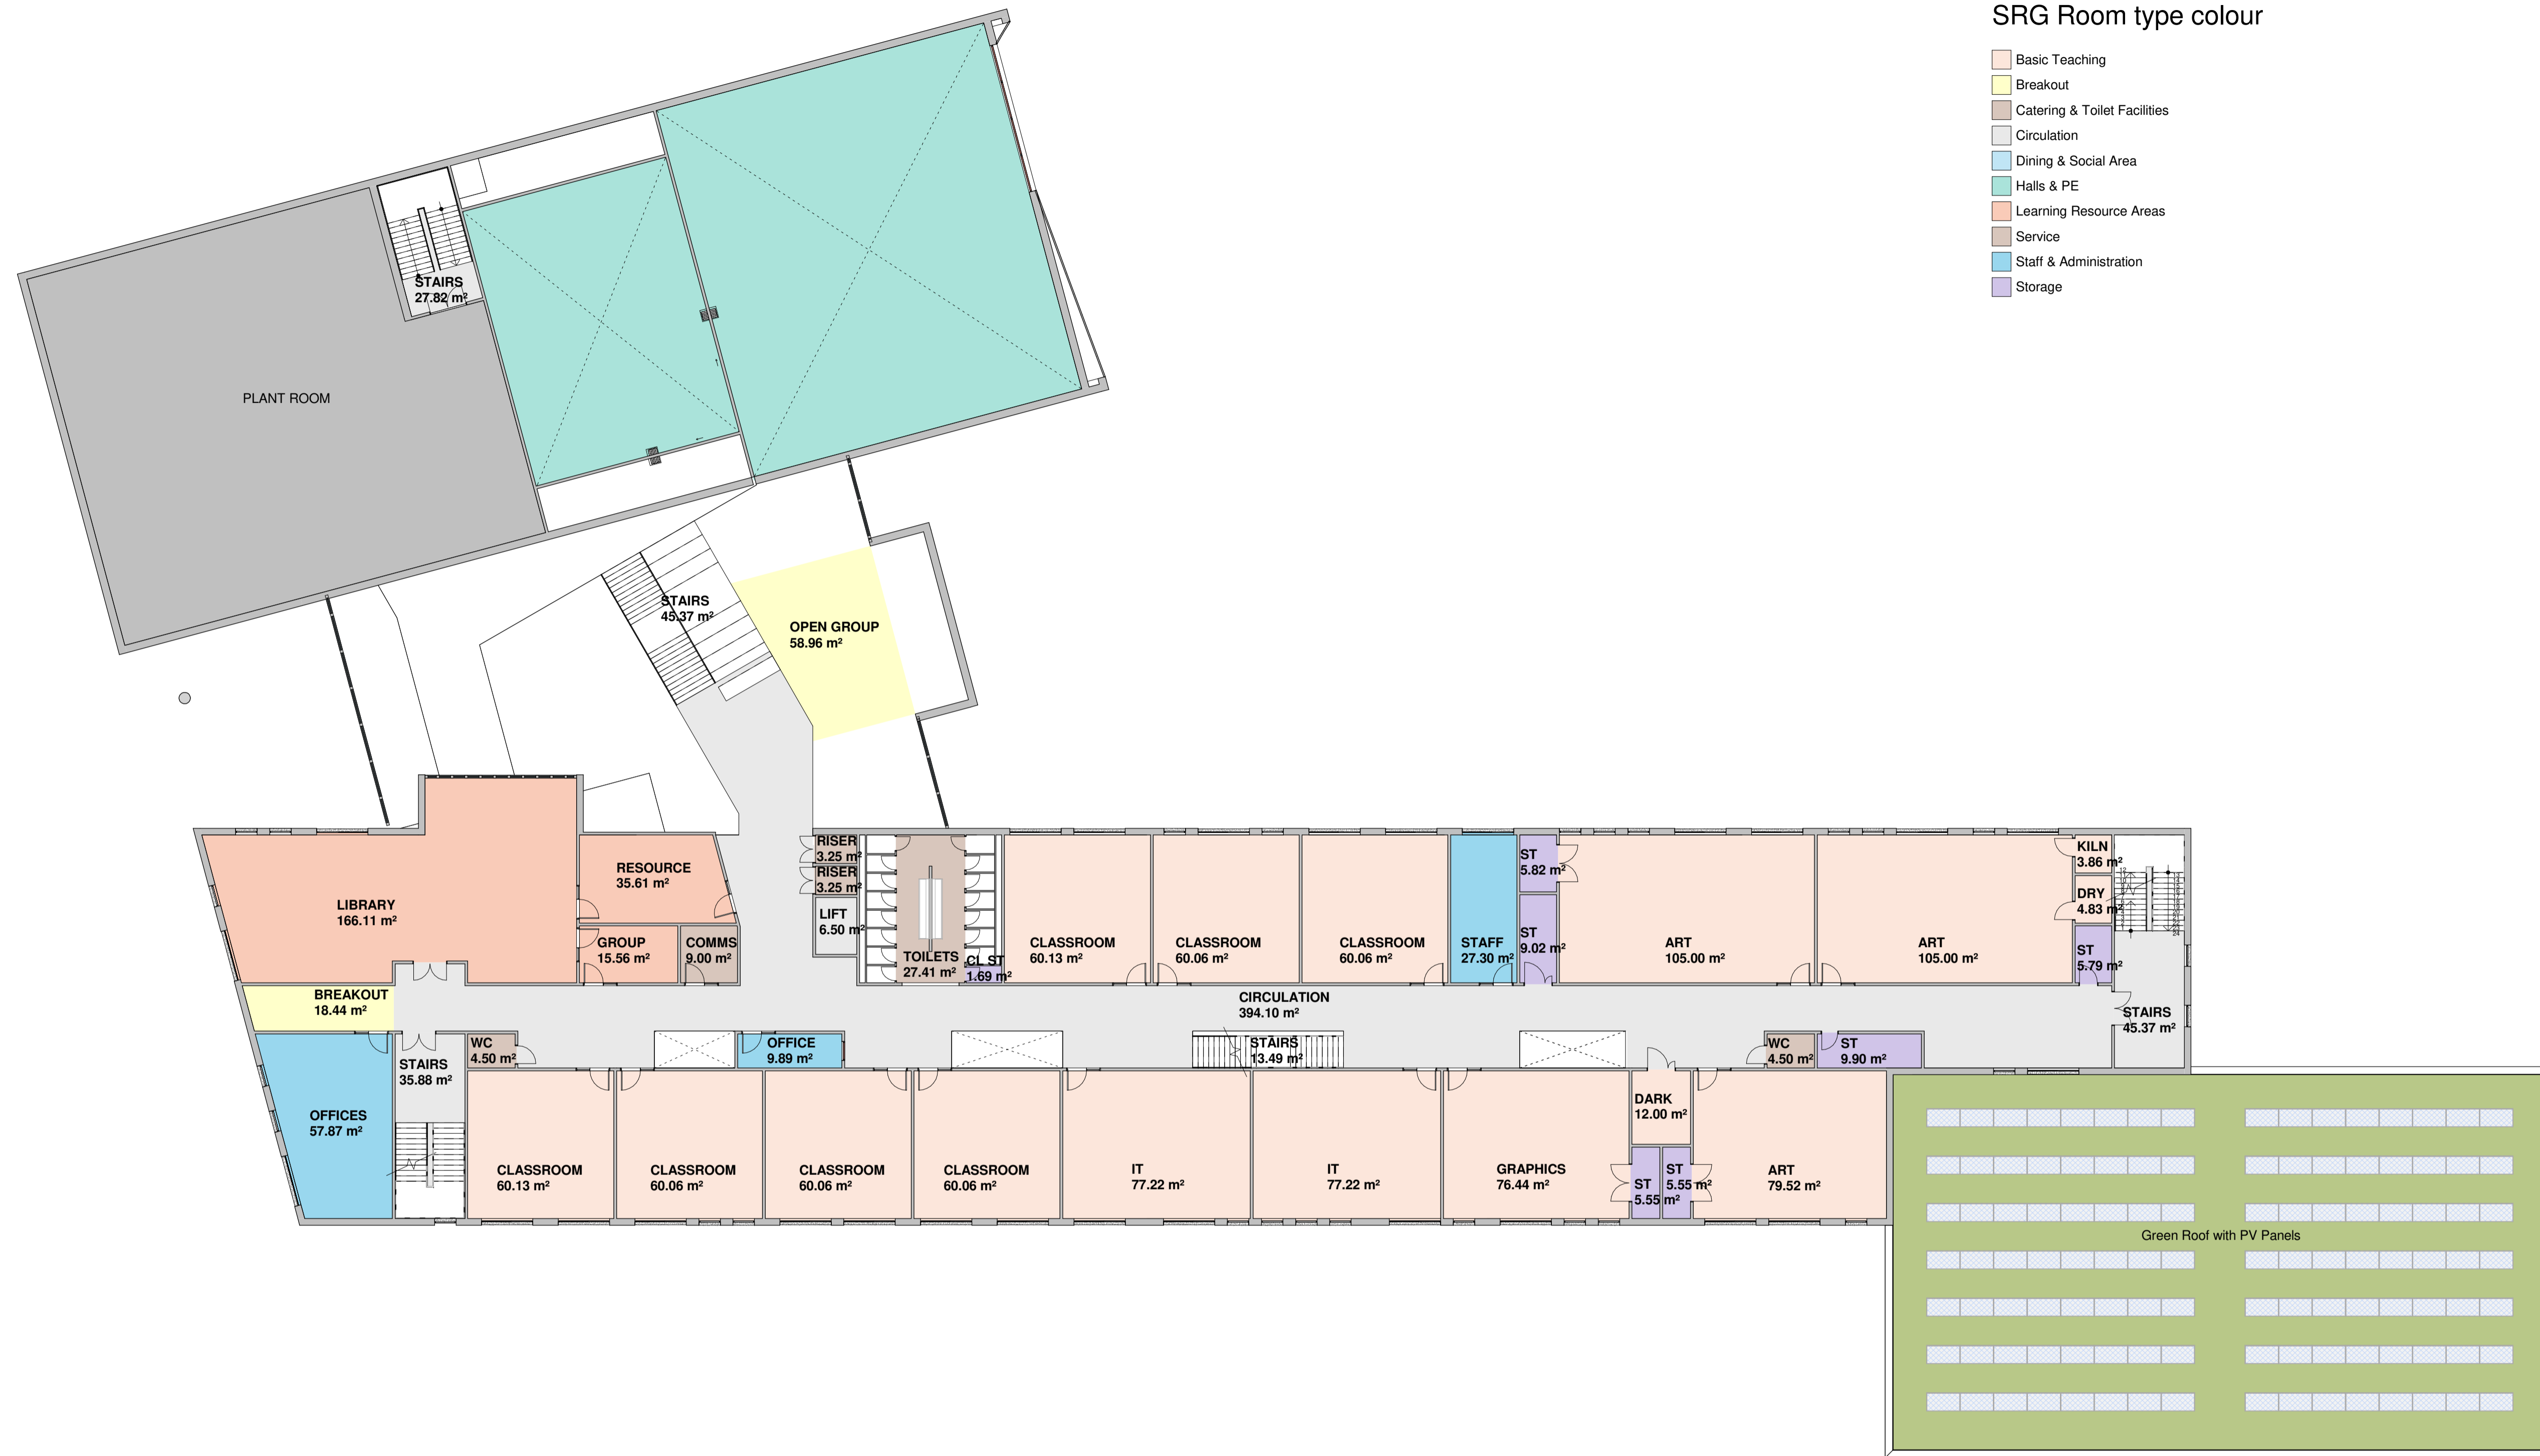 SRG Room type colour
Basic Teaching
Breakout
Catering & Toilet Facilities
Circulation
Dining & Social Area
Halls & PE
Learning Resource Areas
Service
Staff & Administration
Storage
STAIRS
27.82 m²
PLANT ROOM
STAIRS
45.37 m²
OPEN GROUP
58.96 m²
LIBRARY
166.11 m²
RESOURCE
35.61 m²
GROUP
15.56 m²
COMMS
9.00 m²
RISER
3.25 m²
RISER
3.25 m²
LIFT
6.50 m²
TOILETS
27.41 m²
CL ST
1.69 m²
CLASSROOM
60.13 m²
CLASSROOM
60.06 m²
CLASSROOM
60.06 m²
STAFF
27.30 m²
ST
5.82 m²
ST
9.02 m²
ART
105.00 m²
ART
105.00 m²
KILN
3.86 m²
DRY
4.83 m²
ST
5.79 m²
STAIRS
45.37 m²
BREAKOUT
18.44 m²
CIRCULATION
394.10 m²
OFFICES
57.87 m²
STAIRS
35.88 m²
WC
4.50 m²
OFFICE
9.89 m²
STAIRS
13.49 m²
WC
4.50 m²
ST
9.90 m²
CLASSROOM
60.13 m²
CLASSROOM
60.06 m²
CLASSROOM
60.06 m²
CLASSROOM
60.06 m²
IT
77.22 m²
IT
77.22 m²
GRAPHICS
76.44 m²
DARK
12.00 m²
ST
5.55 m²
ST
5.55 m²
ART
79.52 m²
Green Roof with PV Panels